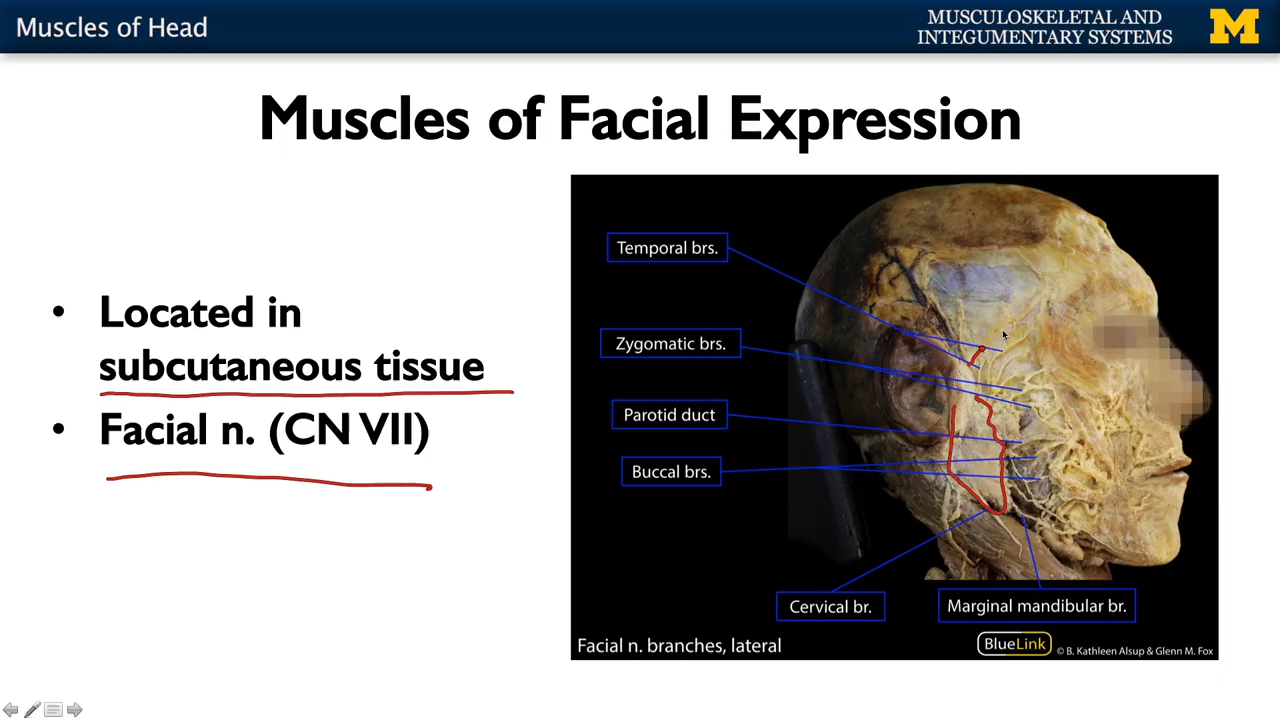 Muscles of Head
MUSCULOSKELETAL AND
INTEGUMENTARY SYSTEMS
M
Muscles of Facial Expression
• Located in
subcutaneous tissue
• Facial n. (CN VII)
Temporal brs.
Zygomatic brs.
Parotid duct
Buccal brs.
Cervical br.
Marginal mandibular br.
Facial n. branches, lateral
BlueLink
© B. Kathleen Alsup & Glenn M. Fox